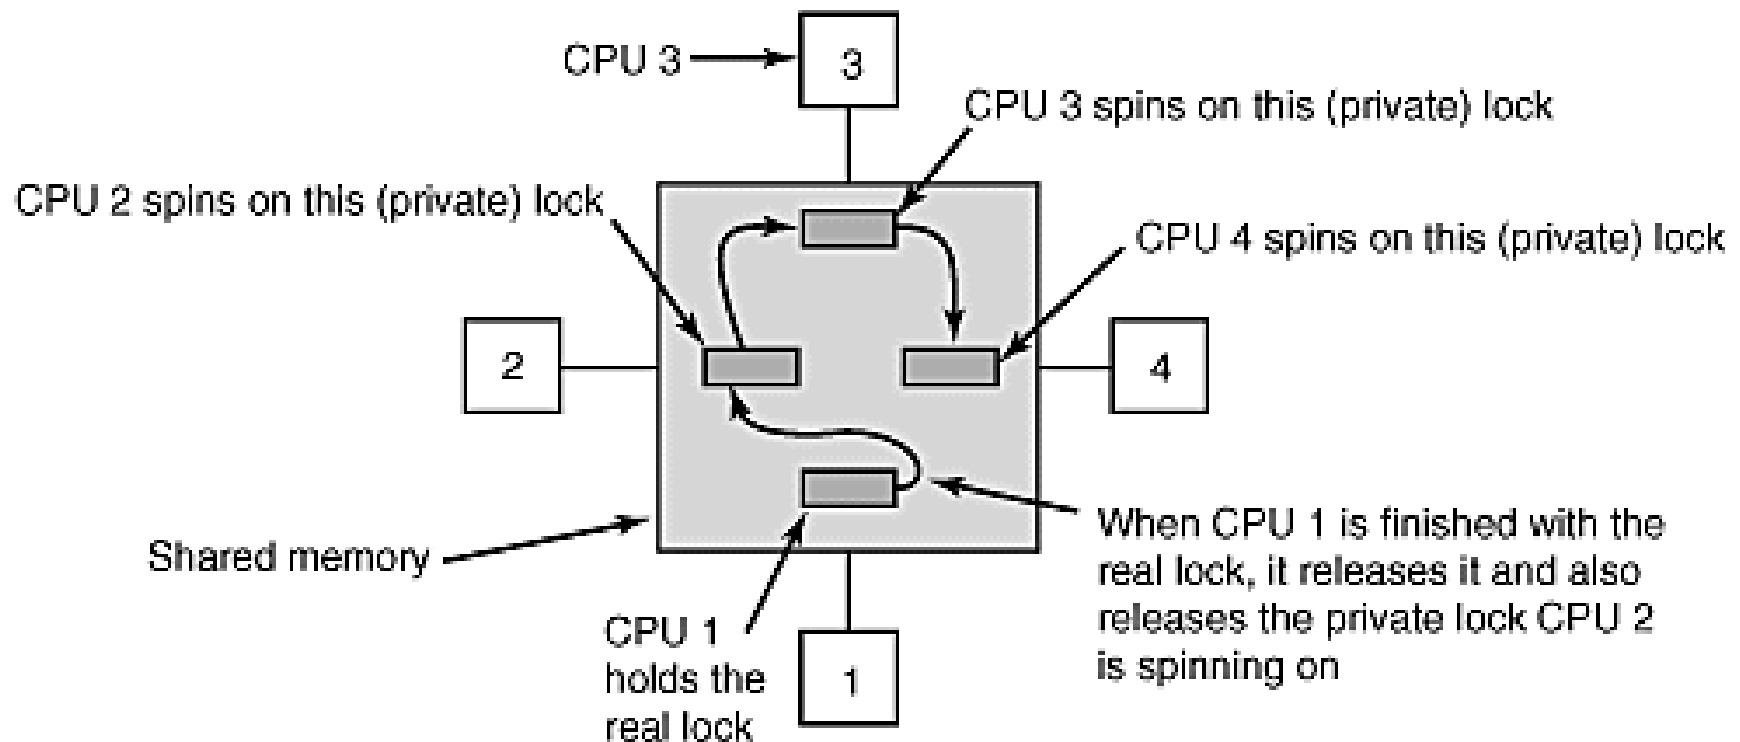 CPU 3
3
CPU 3 spins on this (private) lock
CPU 2 spins on this (private) lock
CPU 4 spins on this (private) lock
2
4
Shared memory
When CPU 1 is finished with the
real lock, it releases it and also
releases the private lock CPU 2
is spinning on
CPU 1
holds the
real lock
1